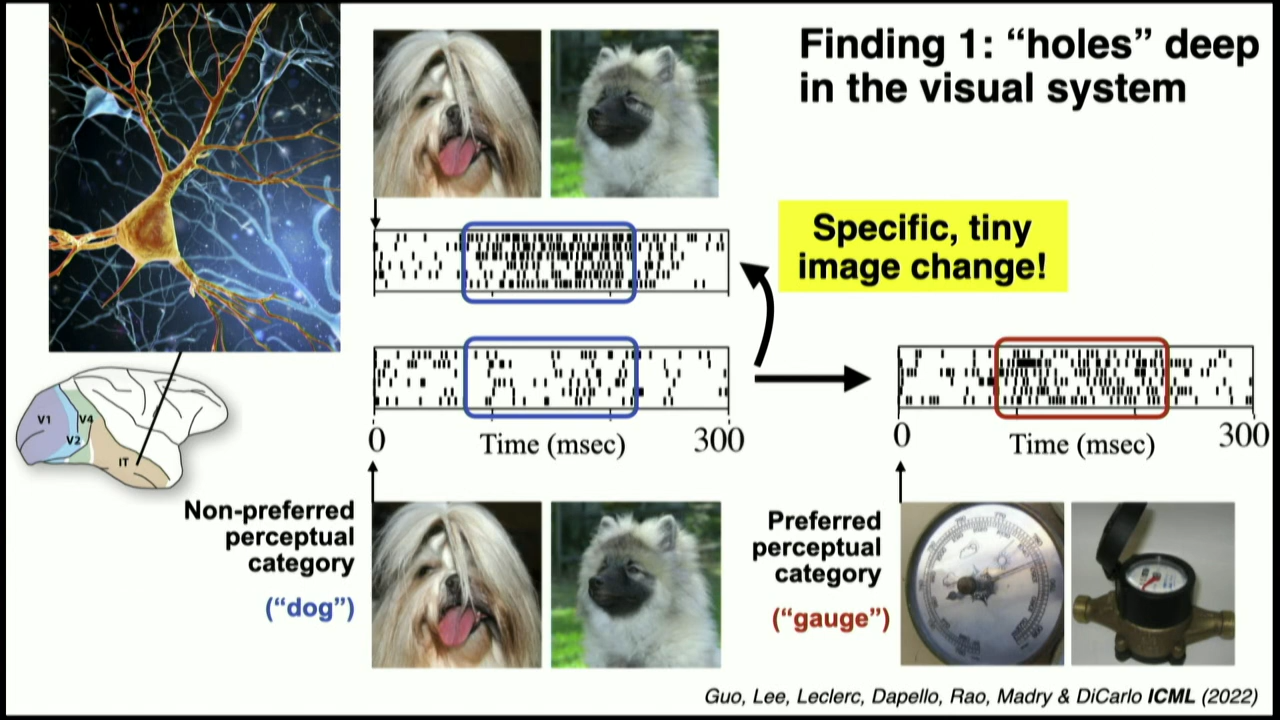 Finding 1: “holes” deep
in the visual system
Specific, tiny
image change!
V1
V4
V2
IT
0
Time (msec)
300
0
Time (msec)
300
Non-preferred
perceptual
category
(“dog”)
Preferred
perceptual
category
(“gauge”)
Guo, Lee, Leclerc, Dapello, Rao, Madry & DiCarlo ICML (2022)